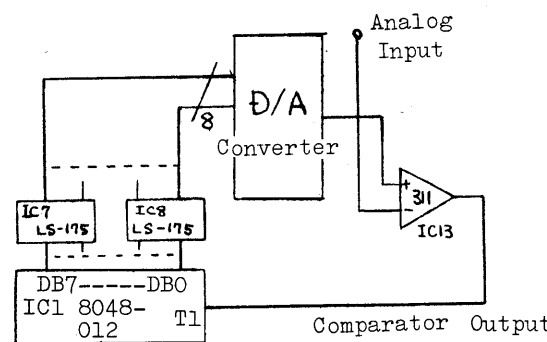 Analog
Input
D/A
Converter
8
+
311
-
IC13
IC7
LS-175
IC8
LS-175
DB7-----DB0
IC1 8048-
012
T1
Comparator Output